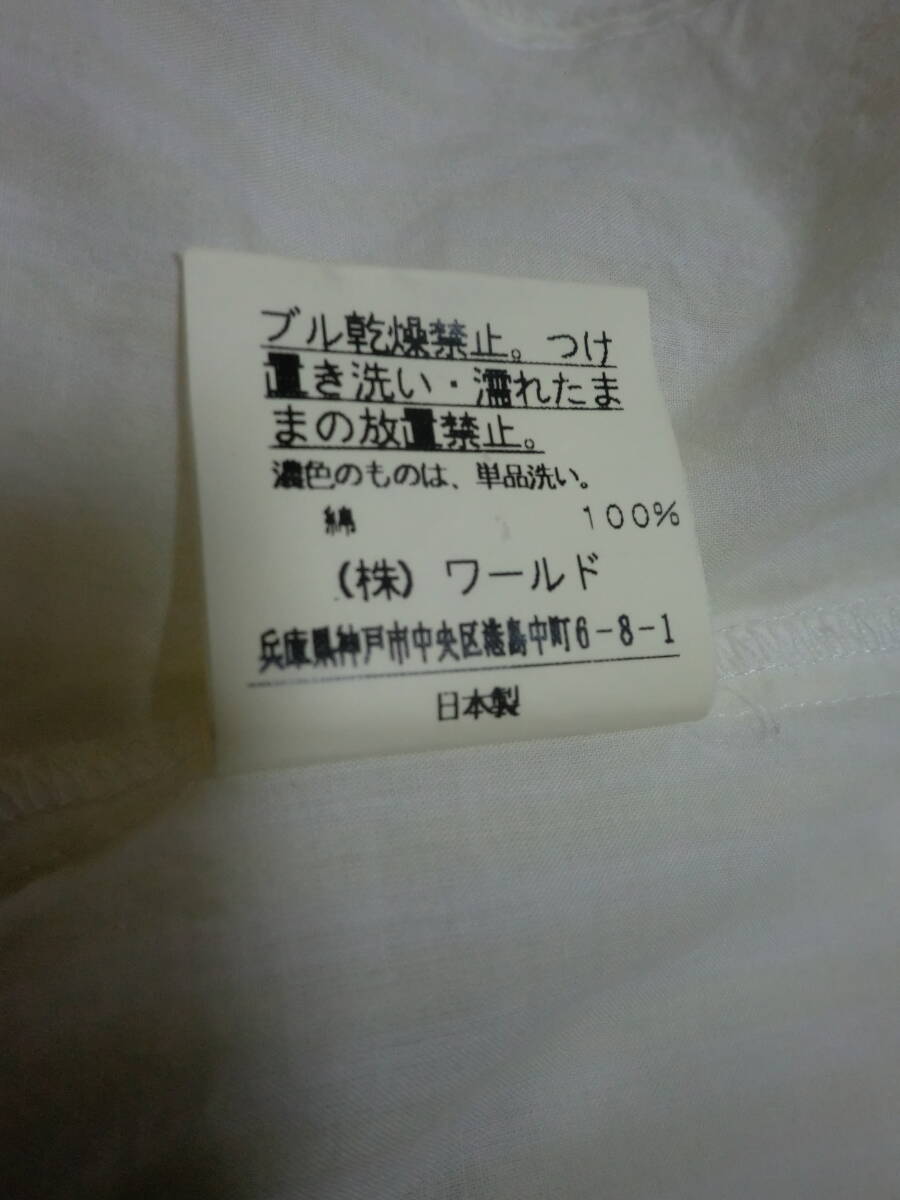 ブル乾燥禁止。つけ
置き洗い・濡れたま
まの放置禁止。
濃色のものは、単品洗い。
綿 100%
(株) ワールド
兵庫県神戸市中央区港島中町6-8-1
日本製